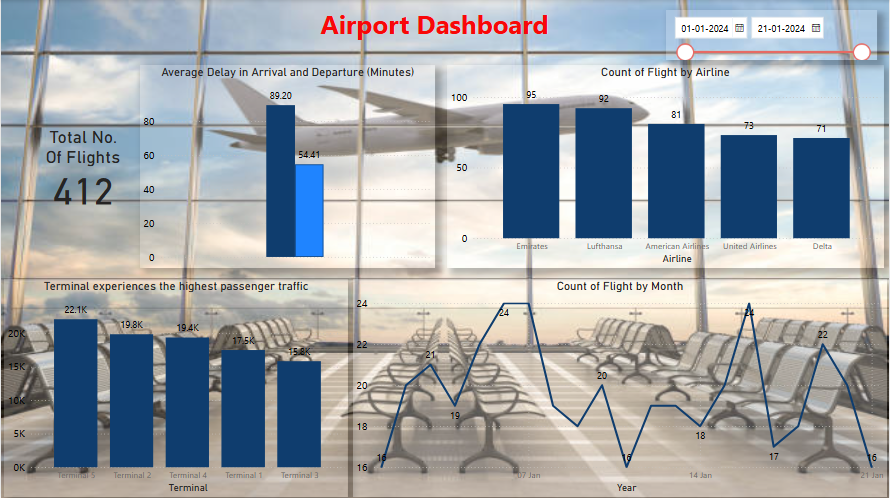 Airport Dashboard
01-01-2024 21-01-2024
Total No.
Of Flights
412
Average Delay in Arrival and Departure (Minutes)
89.20
80
54.41
60
40
20
0
Count of Flight by Airline
100
95
92
81
73
71
50
0
Emirates Lufthansa American Airlines United Airlines Delta
Airline
Terminal experiences the highest passenger traffic
22.1K
19.8K
19.4K
17.5K
15.8K
20K
15K
10K
5K
0K
Terminal 5 Terminal 2 Terminal 4 Terminal 1 Terminal 3
Terminal
Count of Flight by Month
24
24
24
22
22
21
20
20
19
18
18
17
16
16
16
16
07 Jan 14 Jan 21 Jan
Year